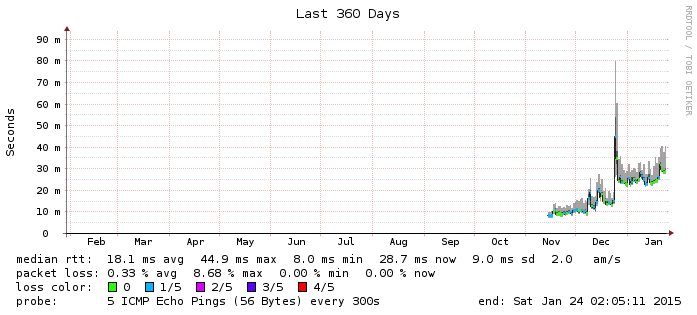 Last 360 Days
RRDTOOL / TOBI OETIKER
Seconds
90 m
80 m
70 m
60 m
50 m
40 m
30 m
20 m
10 m
0
Feb Mar Apr May Jun Jul Aug Sep Oct Nov Dec Jan
median rtt: 18.1 ms avg 44.9 ms max 8.0 ms min 28.7 ms now 9.0 ms sd 2.0 am/s
packet loss: 0.33 % avg 8.68 % max 0.00 % min 0.00 % now
loss color: 0 1/5 2/5 3/5 4/5
probe: 5 ICMP Echo Pings (56 Bytes) every 300s end: Sat Jan 24 02:05:11 2015